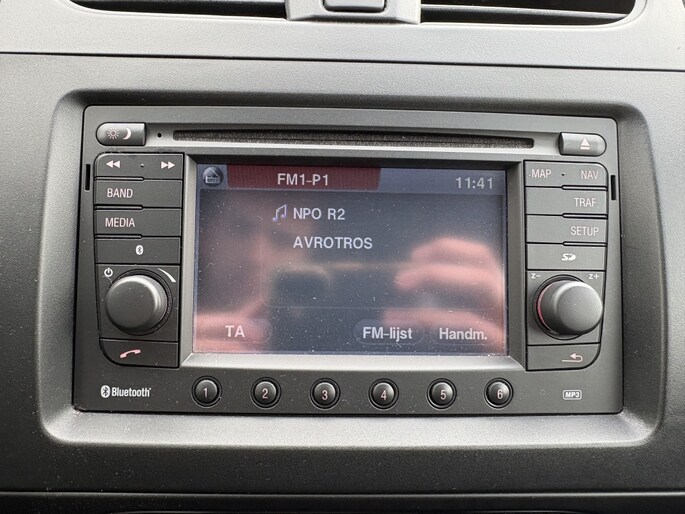 FM1-P1 11:41
NPO R2
AVROTROS
TA FM-lijst Handm.
BAND
MEDIA
MAP NAV
TRAF
SETUP
SD
z- z+
Bluetooth
1 2 3 4 5 6
MP3